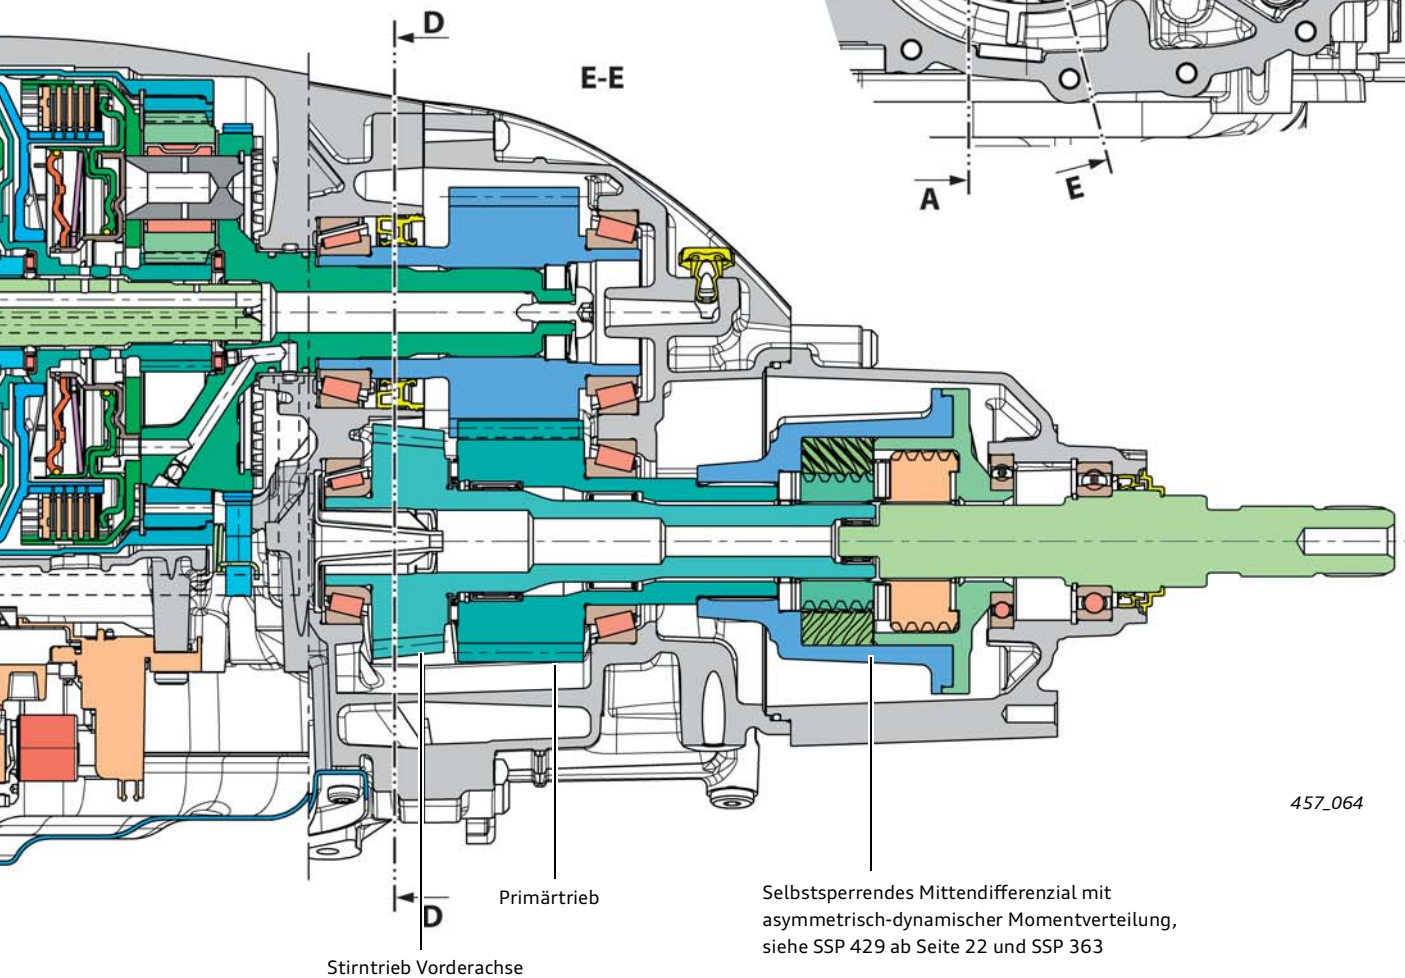 D
E-E
A
E
457_064
Primärtrieb
D
Selbstsperrendes Mittendifferenzial mit
asymmetrisch-dynamischer Momentverteilung,
siehe SSP 429 ab Seite 22 und SSP 363
Stirntrieb Vorderachse